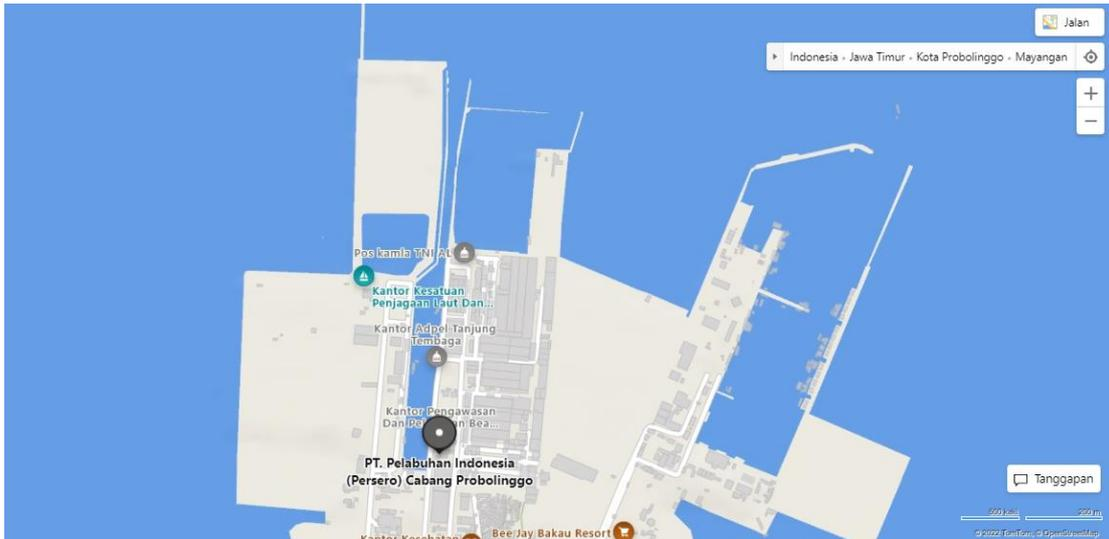 Jalan
Indonesia • Jawa Timur • Kota Probolinggo • Mayangan
Pos kamla TNI AL
Kantor Kesatuan
Penjagaan Laut Dan...
Kantor Adpel Tanjung
Tembaga
Kantor Pengawasan
Dan Bea...
PT. Pelabuhan Indonesia
(Persero) Cabang Probolinggo
Bee Jay Bakau Resort
Kantor Kesehatan
Tanggapan
500 kaki
200 m
© 2022 TomTom, © OpenStreetMap